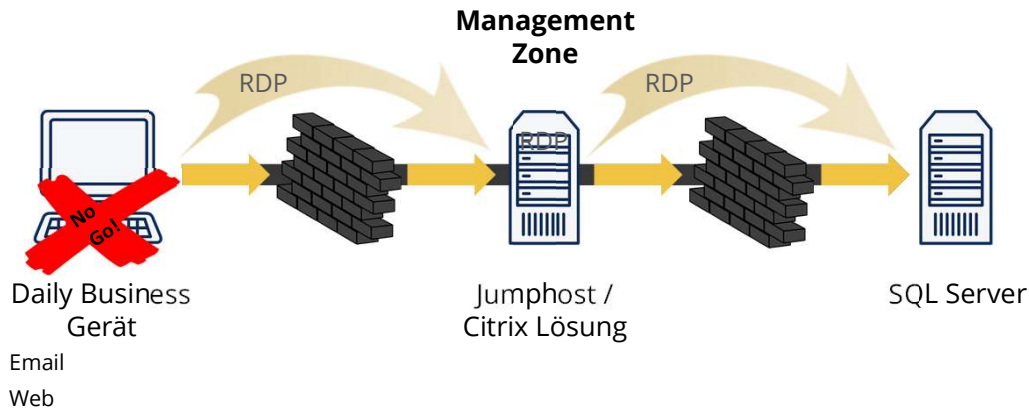 Management
Zone
RDP
RDP
RDP
No
Go!
Daily Business
Gerät
Jumphost /
Citrix Lösung
SQL Server
Email
Web